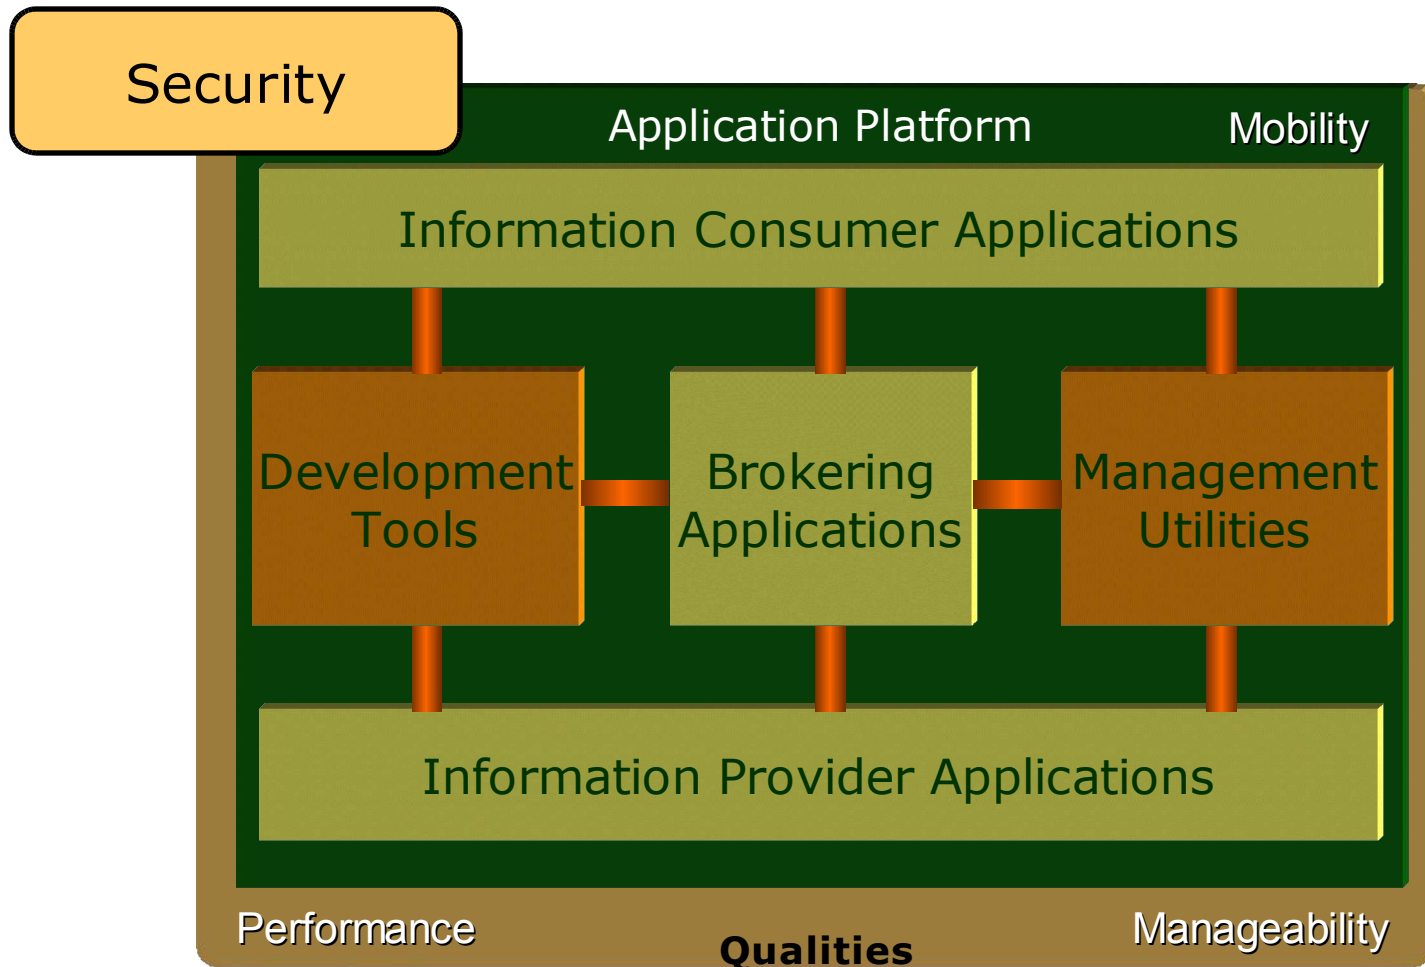 Security
Application Platform
Mobility
Information Consumer Applications
Development
Tools
Brokering
Applications
Management
Utilities
Information Provider Applications
Performance
Qualities
Manageability